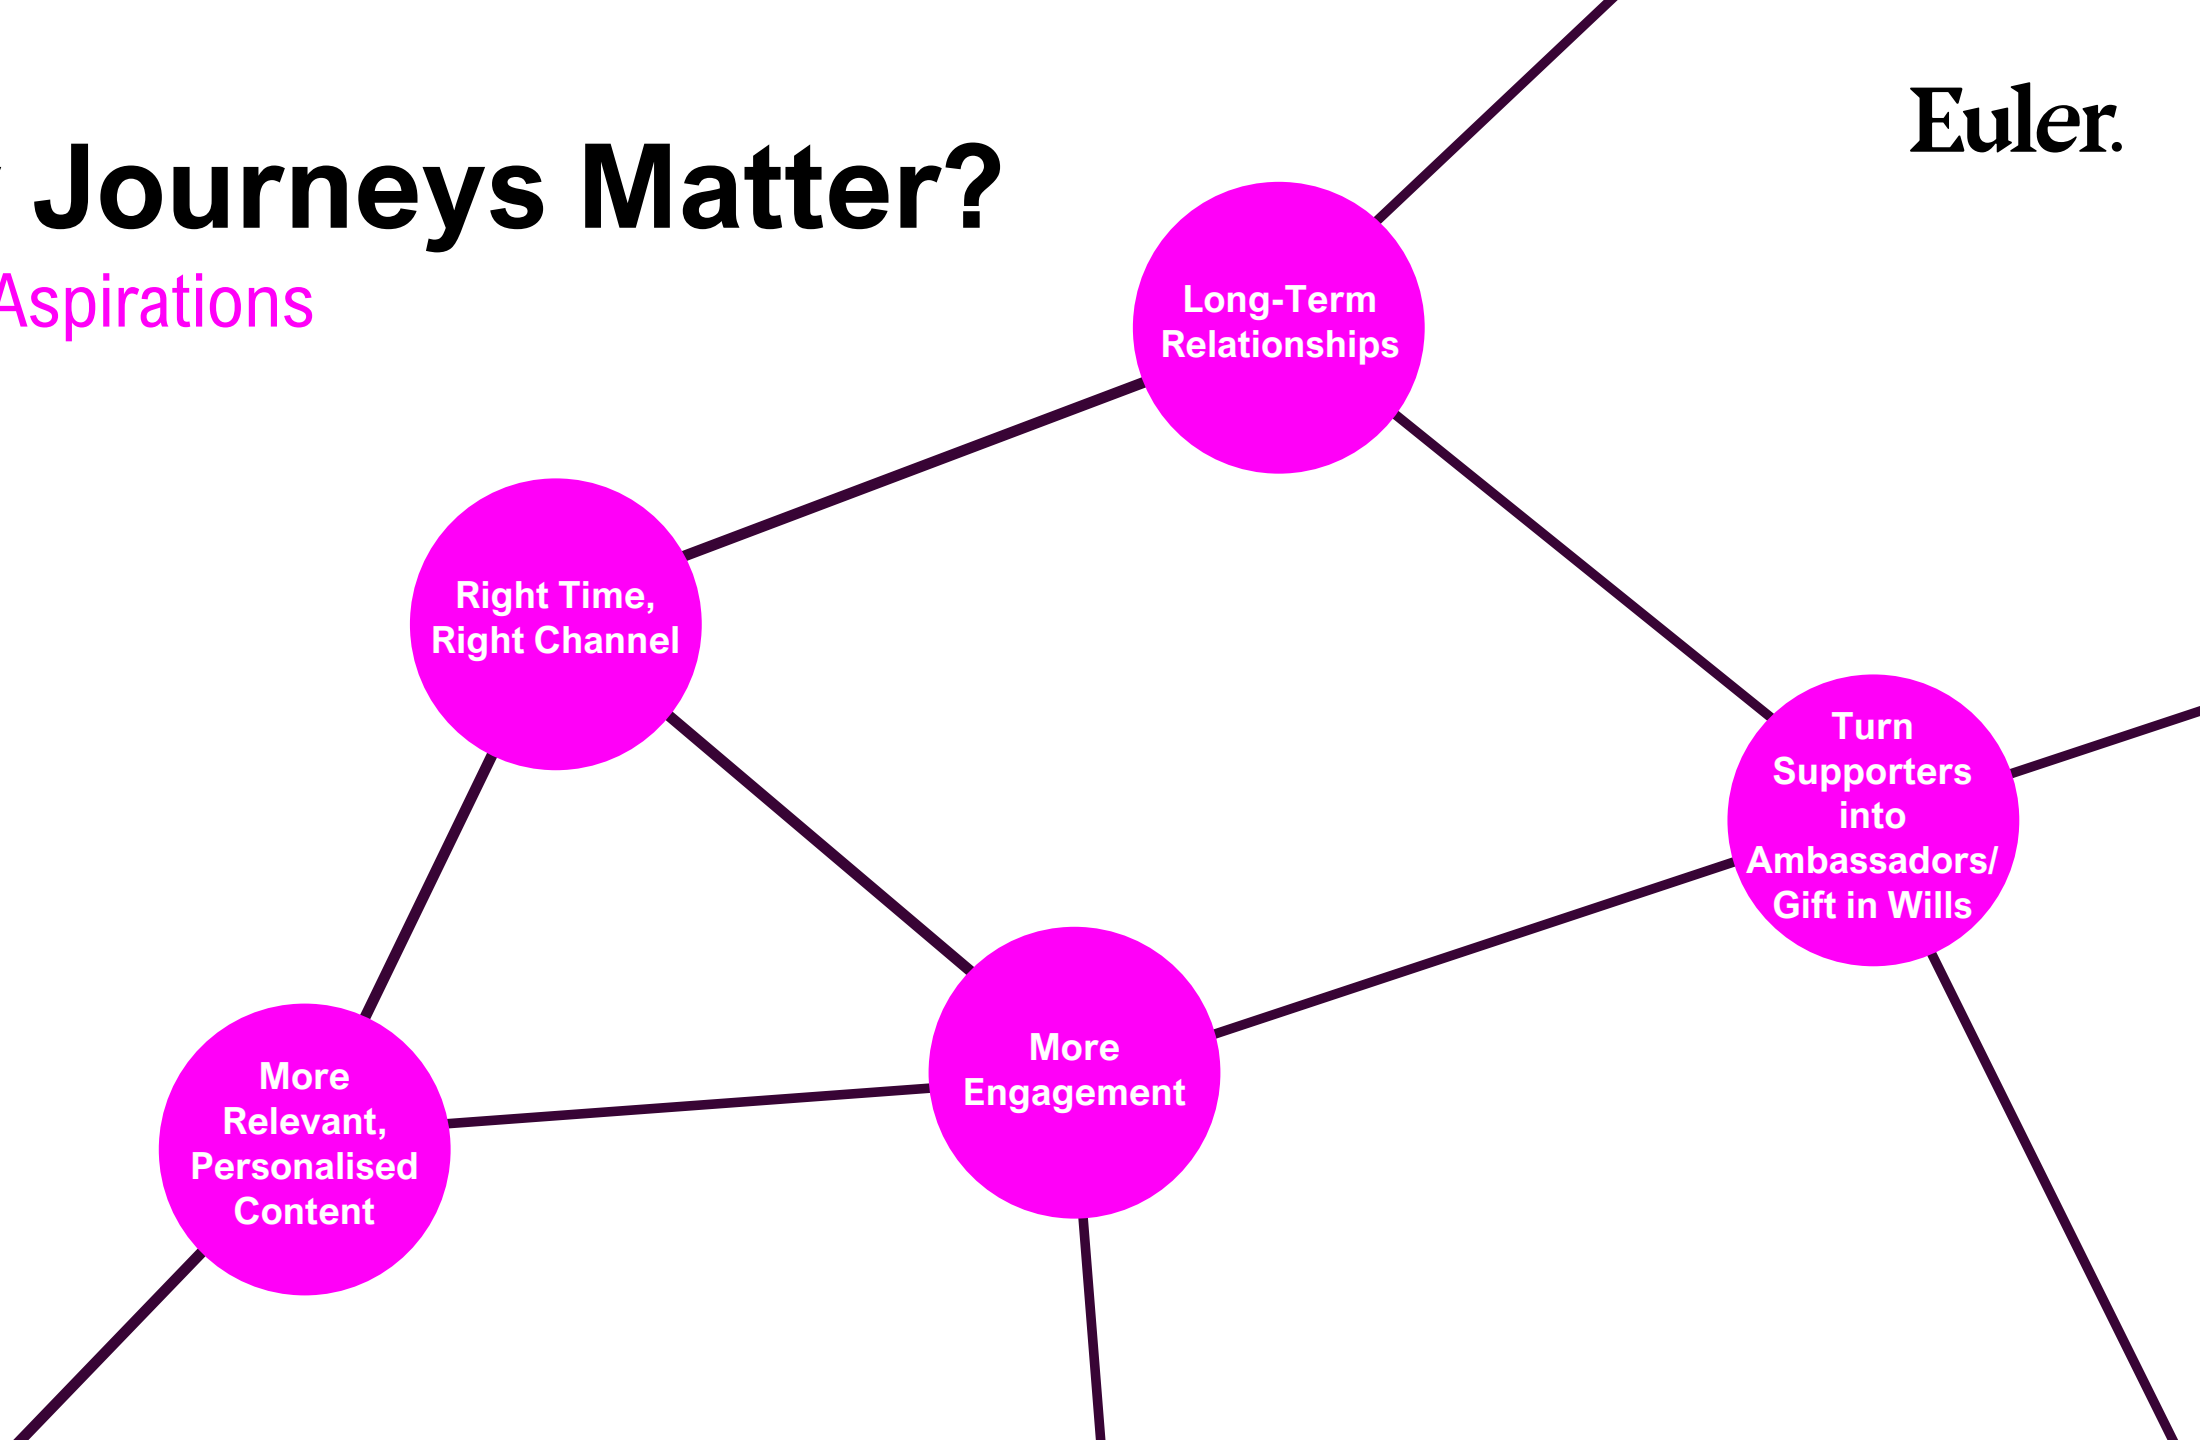 Journeys Matter?
Aspirations
Euler.
Long-Term
Relationships
Right Time,
Right Channel
Turn
Supporters
into
Ambassadors/
Gift in Wills
More
Engagement
More
Relevant,
Personalised
Content